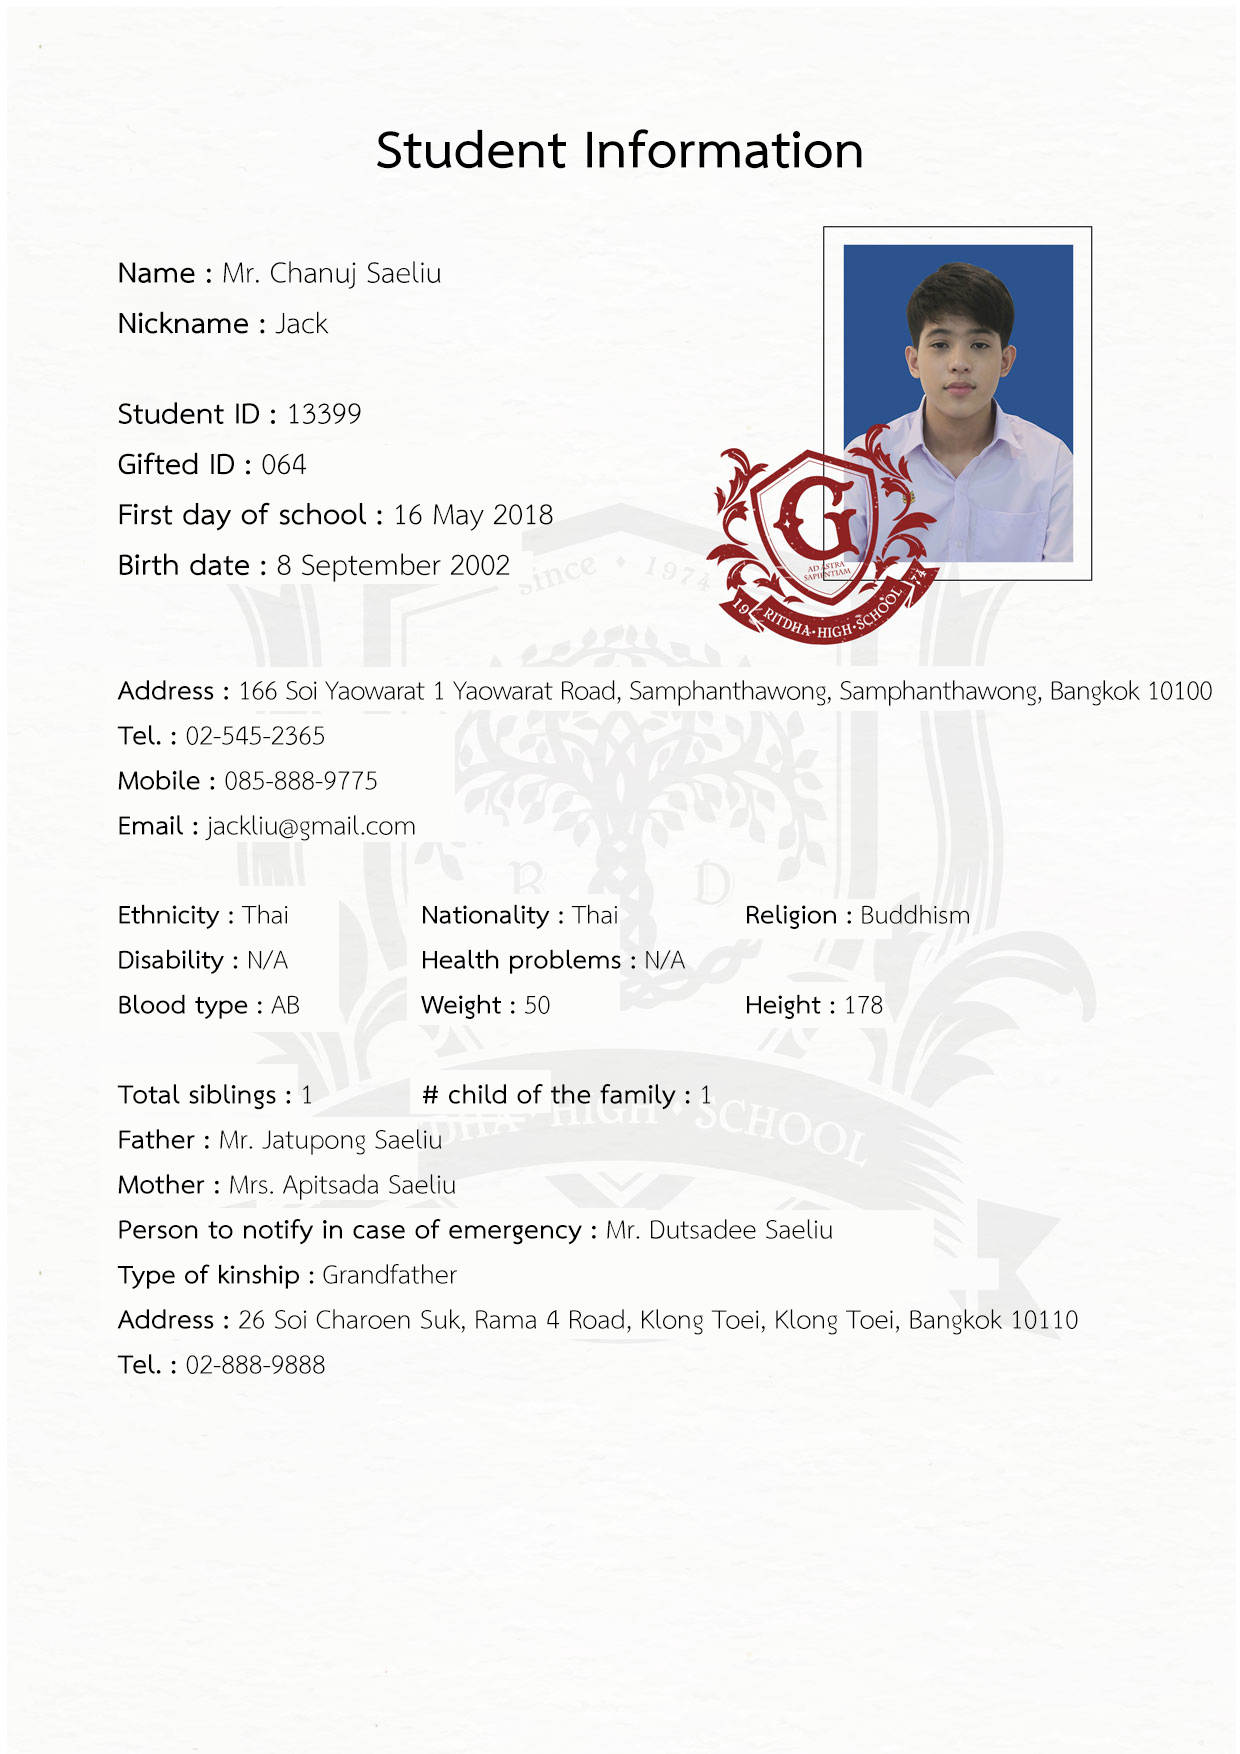 Student Information
Name : Mr. Chanuj Saeliu
Nickname : Jack
Student ID : 13399
Gifted ID : 064
First day of school : 16 May 2018
Birth date : 8 September 2002
G
AD ASTRA
SAPIENTIAM
1974
RITDHA·HIGH·SCHOOL
since · 1974
Address : 166 Soi Yaowarat 1 Yaowarat Road, Samphanthawong, Samphanthawong, Bangkok 10100
Tel. : 02-545-2365
Mobile : 085-888-9775
Email : jackliu@gmail.com
R D
Ethnicity : Thai Nationality : Thai Religion : Buddhism
Disability : N/A Health problems : N/A
Blood type : AB Weight : 50 Height : 178
Total siblings : 1 # child of the family : 1
DHA·HIGH·SCHOOL
Father : Mr. Jatupong Saeliu
Mother : Mrs. Apitsada Saeliu
Person to notify in case of emergency : Mr. Dutsadee Saeliu
Type of kinship : Grandfather
Address : 26 Soi Charoen Suk, Rama 4 Road, Klong Toei, Klong Toei, Bangkok 10110
Tel. : 02-888-9888